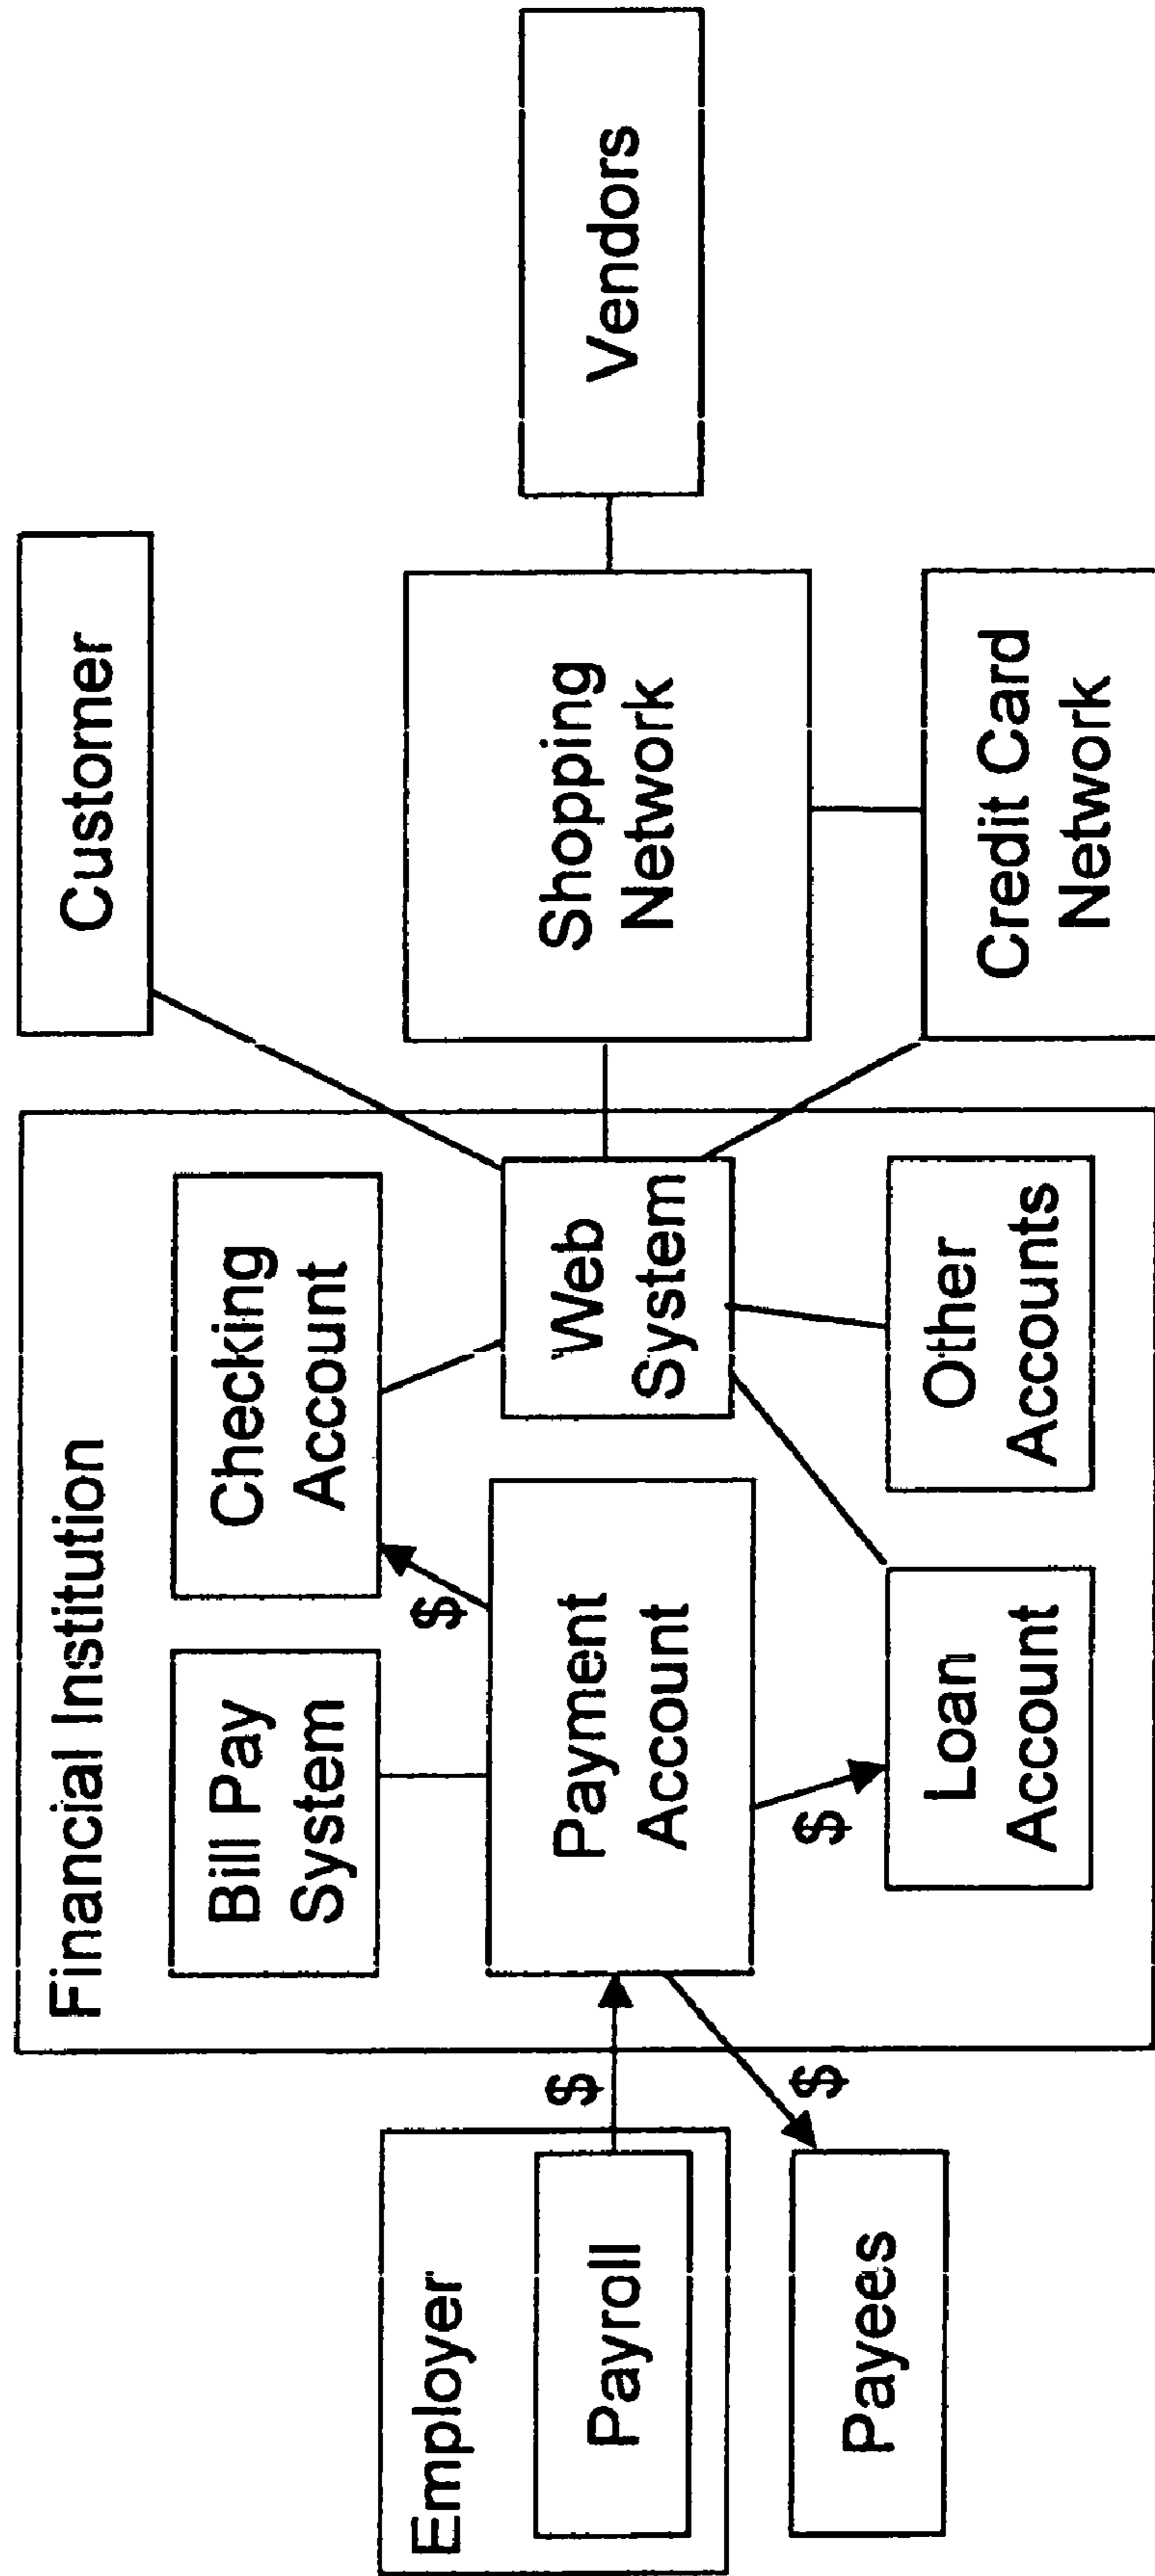 Customer
Financial Institution
Bill Pay
System
Checking
Account
$
Employer
Payroll
$
Payment
Account
Web
System
Shopping
Network
Vendors
$
$
Payees
Loan
Account
Other
Accounts
Credit Card
Network